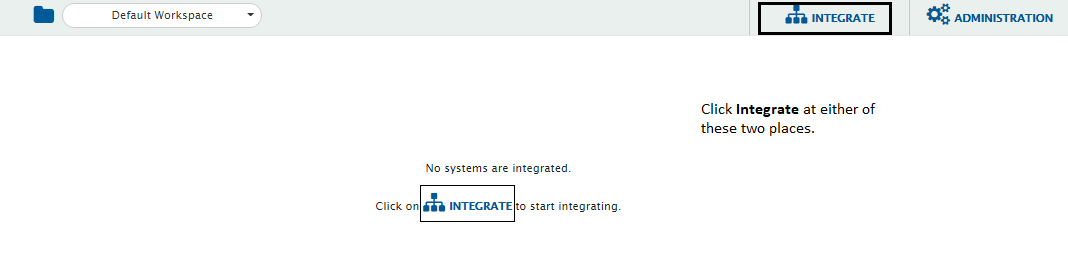 Default Workspace
INTEGRATE
ADMINISTRATION
Click Integrate at either of
these two places.
No systems are integrated.
Click on INTEGRATE to start integrating.